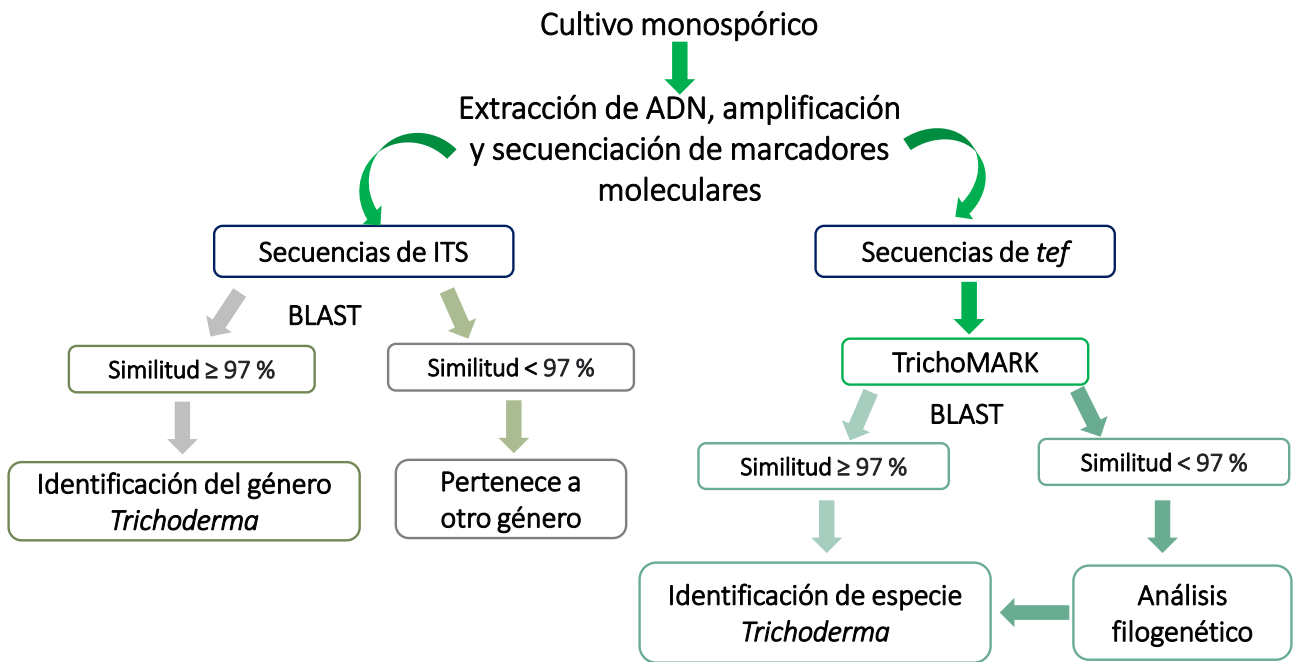 Cultivo monospórico
Extracción de ADN, amplificación
y secuenciación de marcadores
moleculares
Secuencias de ITS
BLAST
Similitud ≥ 97 %
Similitud < 97 %
Identificación del género
Trichoderma
Pertenece a
otro género
Secuencias de tef
TrichoMARK
BLAST
Similitud ≥ 97 %
Similitud < 97 %
Identificación de especie
Trichoderma
Análisis
filogenético